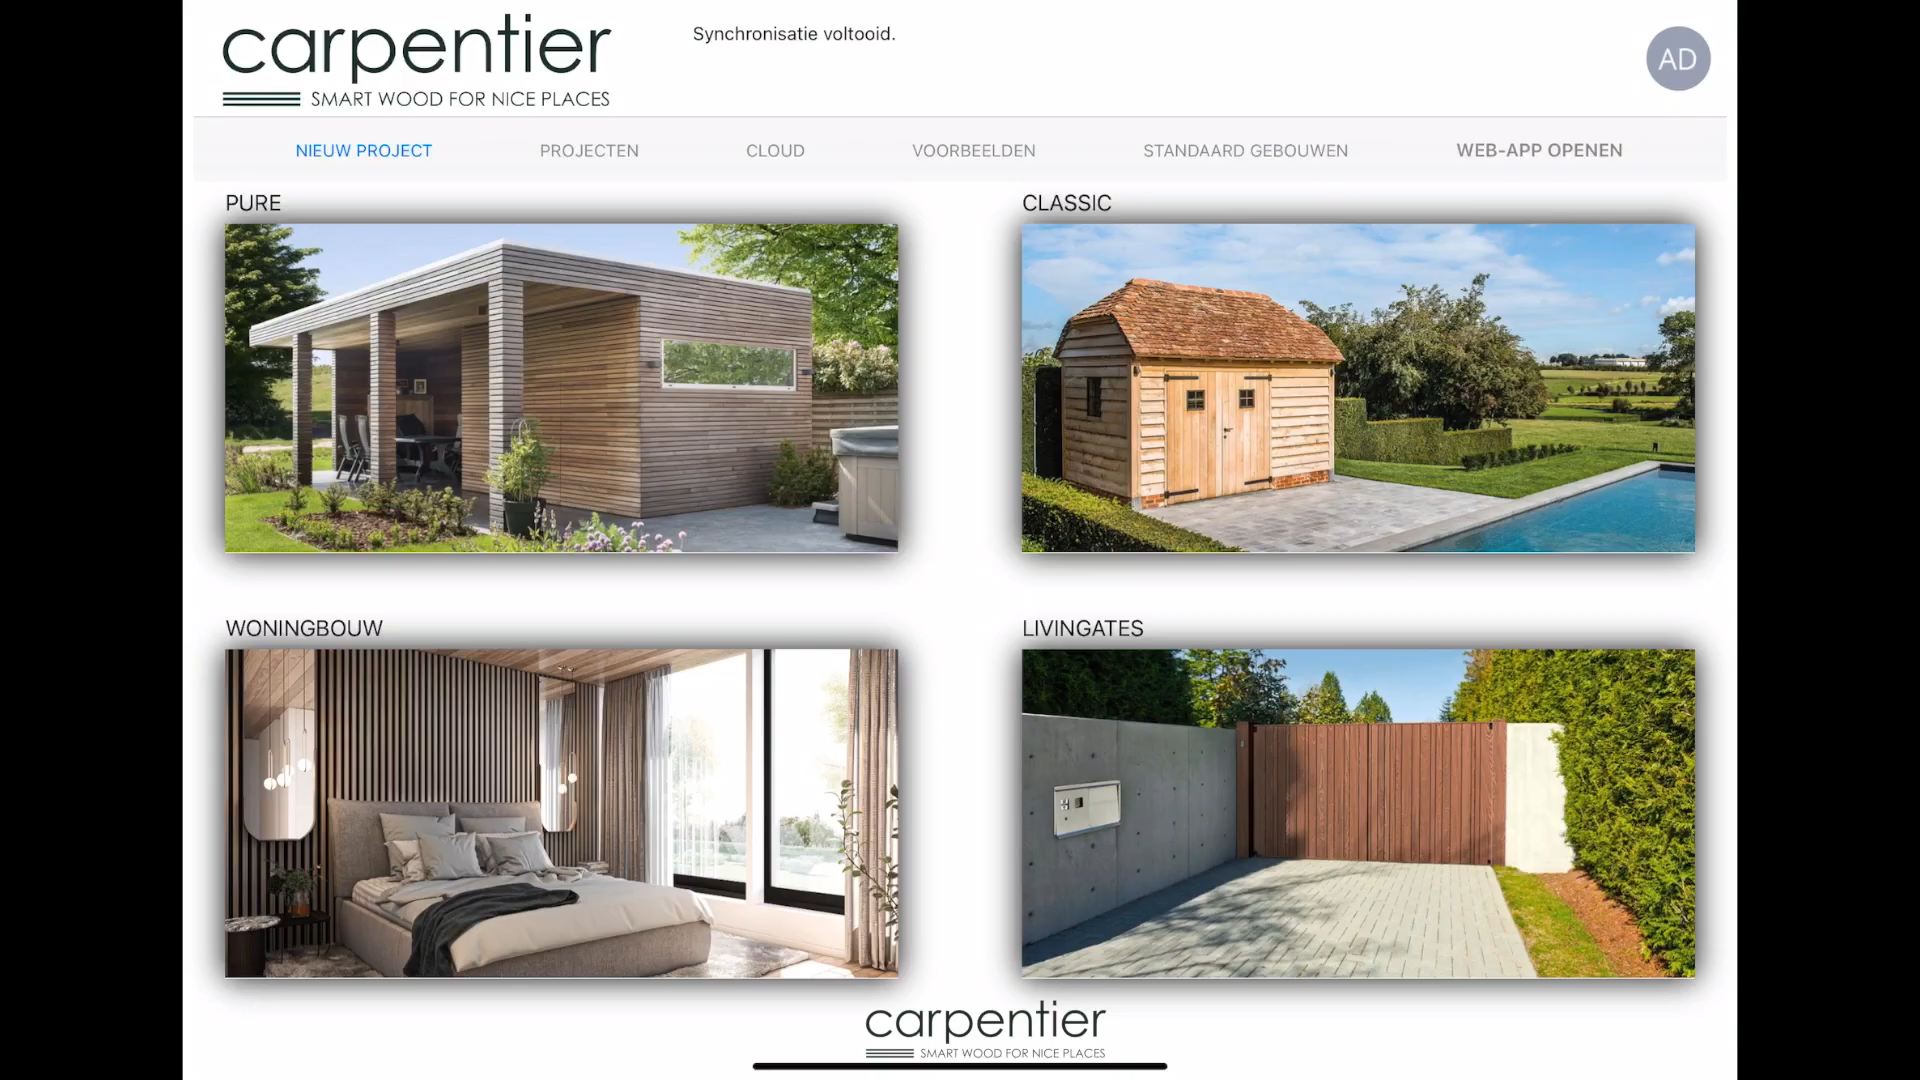 carpentier
SMART WOOD FOR NICE PLACES
Synchronisatie voltooid.
AD
NIEUW PROJECT
PROJECTEN
CLOUD
VOORBEELDEN
STANDAARD GEBOUWEN
WEB-APP OPENEN
PURE
CLASSIC
WONINGBOUW
LIVINGATES
carpentier
SMART WOOD FOR NICE PLACES